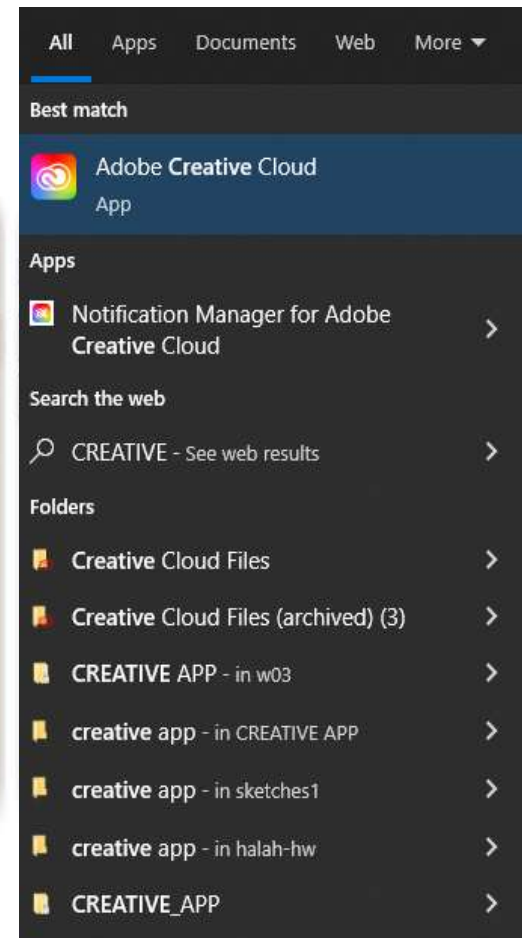 All Apps Documents Web More
Best match
Adobe Creative Cloud
App
Apps
Notification Manager for Adobe
Creative Cloud
Search the web
CREATIVE - See web results
Folders
Creative Cloud Files
Creative Cloud Files (archived) (3)
CREATIVE APP - in w03
creative app - in CREATIVE APP
creative app - in sketches1
creative app - in halah-hw
CREATIVE_APP